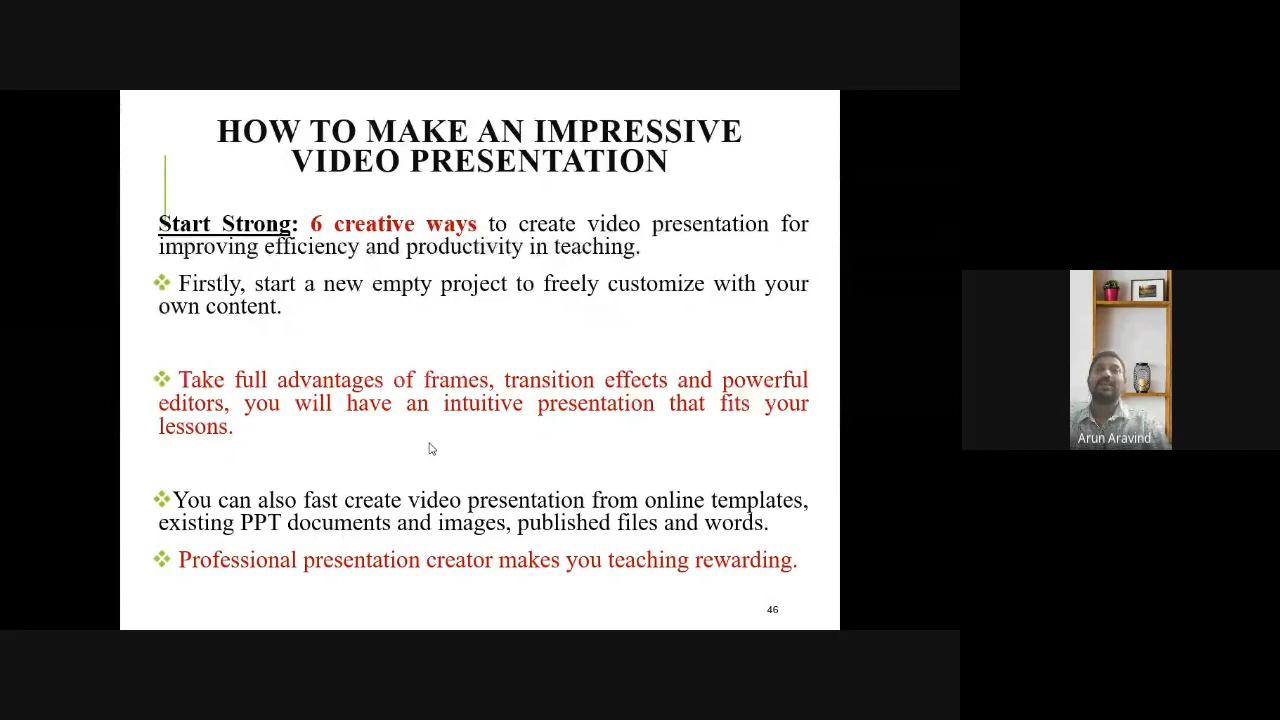 HOW TO MAKE AN IMPRESSIVE
VIDEO PRESENTATION
Start Strong: 6 creative ways to create video presentation for
improving efficiency and productivity in teaching.
Firstly, start a new empty project to freely customize with your
own content.
Take full advantages of frames, transition effects and powerful
editors, you will have an intuitive presentation that fits your
lessons.
You can also fast create video presentation from online templates,
existing PPT documents and images, published files and words.
Professional presentation creator makes you teaching rewarding.
46
Arun Aravind